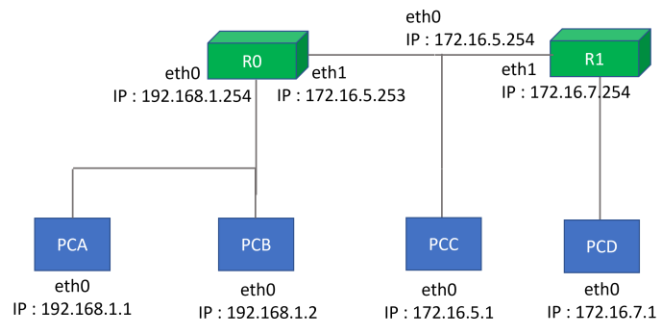 eth0
IP : 172.16.5.254
R0
R1
eth0
eth1
eth1
IP : 192.168.1.254
IP : 172.16.5.253
IP : 172.16.7.254
PCA
PCB
PCC
PCD
eth0
eth0
eth0
eth0
IP : 192.168.1.1
IP : 192.168.1.2
IP : 172.16.5.1
IP : 172.16.7.1